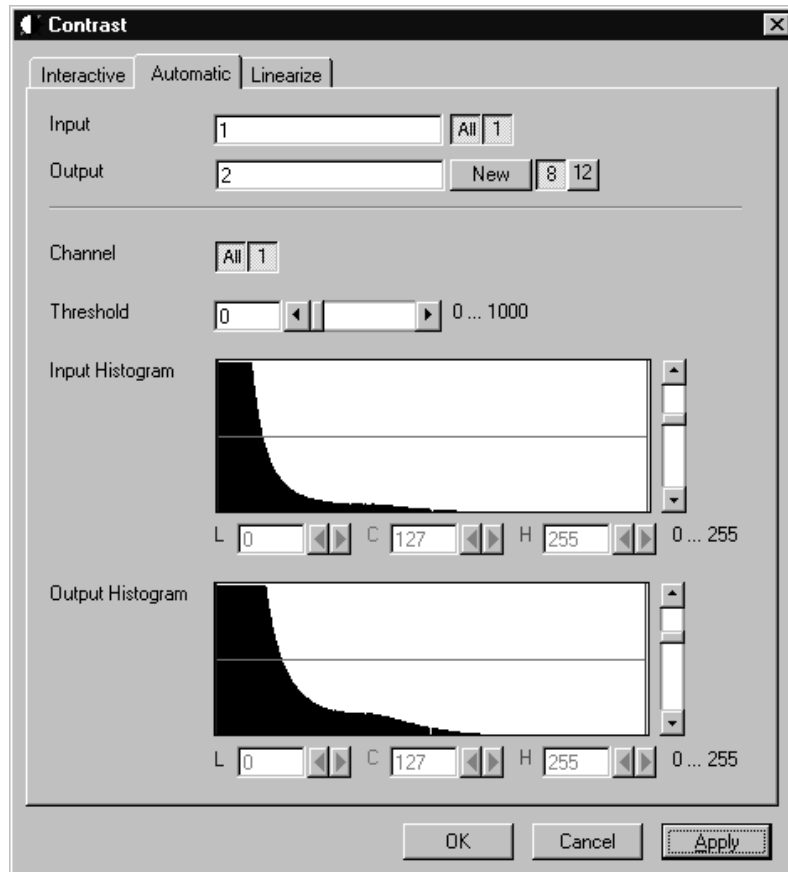 Contrast
Interactive Automatic Linearize
Input 1 All 1
Output 2 New 8 12
Channel All 1
Threshold 0 0 ... 1000
Input Histogram
L 0 C 127 H 255 0 ... 255
Output Histogram
L 0 C 127 H 255 0 ... 255
OK Cancel Apply